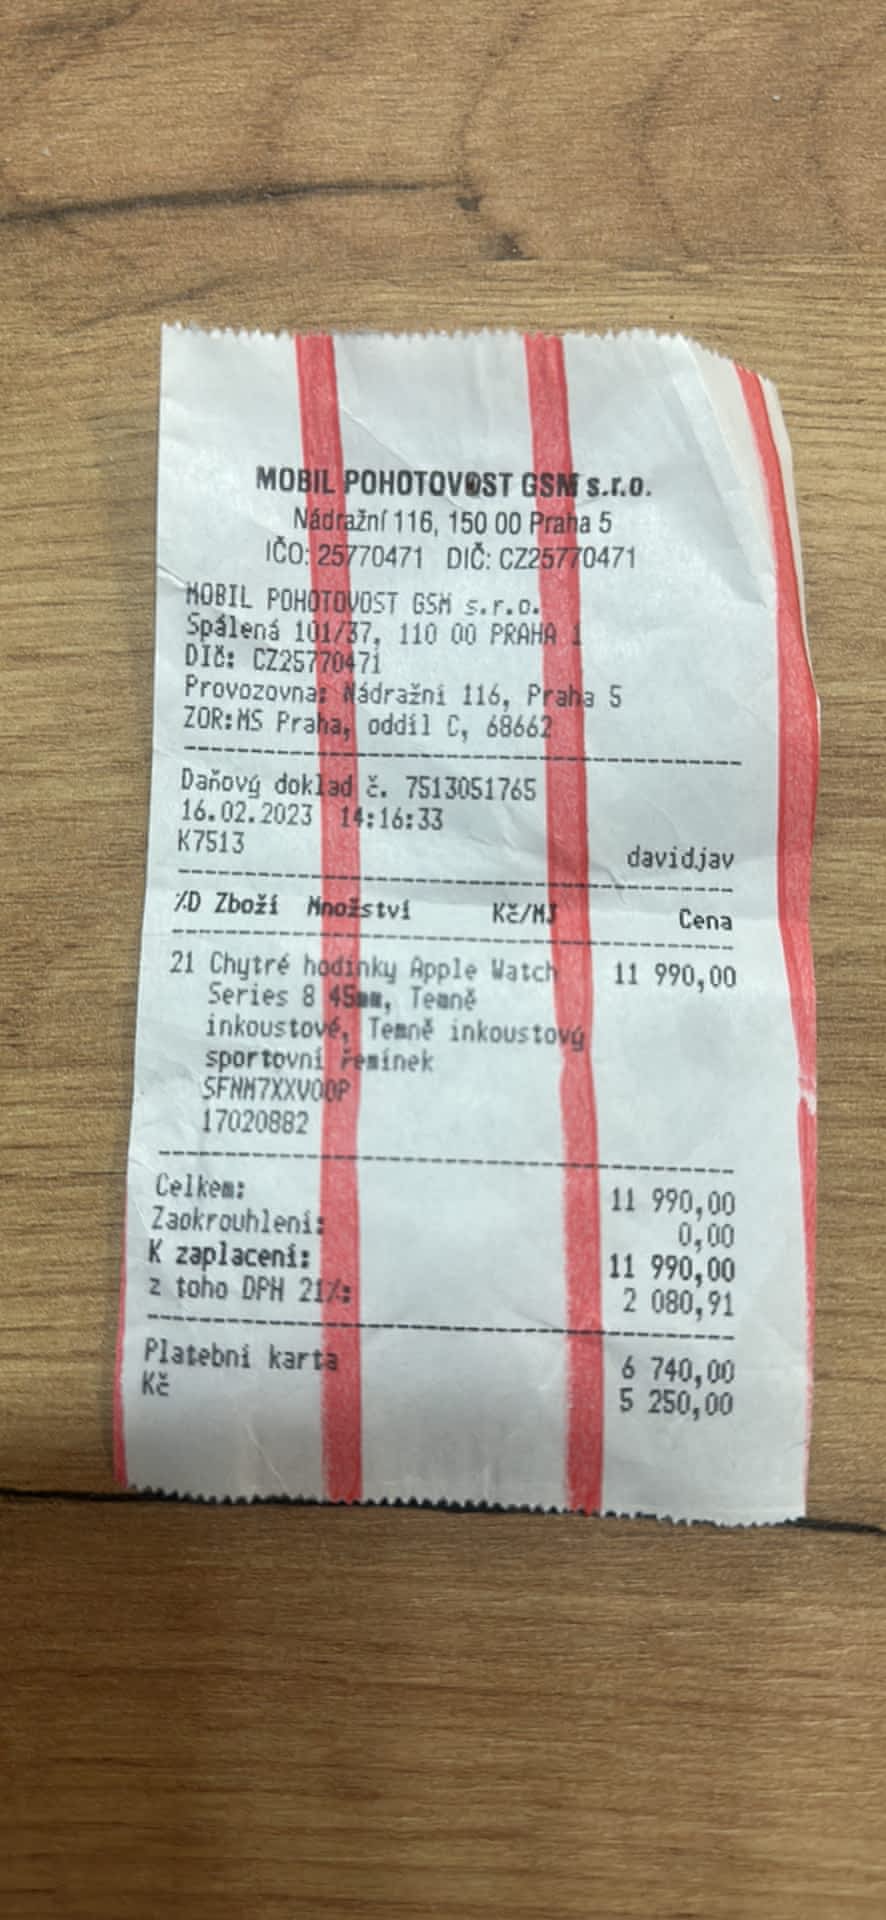 MOBIL POHOTOVOST GSM s.r.o.
Nádražní 116, 150 00 Praha 5
IČO: 25770471 DIČ: CZ25770471
MOBIL POHOTOVOST GSM s.r.o.
Spálená 101/37, 110 00 PRAHA 1
DIČ: CZ25770471
Provozovna: Nádražní 116, Praha 5
ZOR:MS Praha, oddíl C, 68662
Daňový doklad č. 7513051765
16.02.2023 14:16:33
K7513 davidjav
%D Zboží Množství Kč/MJ Cena
21 Chytré hodinky Apple Watch 11 990,00
Series 8 45mm, Temně
inkoustové, Temně inkoustový
sportovní řemínek
SFNM7XXV00P
17020882
Celkem: 11 990,00
Zaokrouhlení: 0,00
K zaplacení: 11 990,00
z toho DPH 21%: 2 080,91
Platební karta 6 740,00
Kč 5 250,00